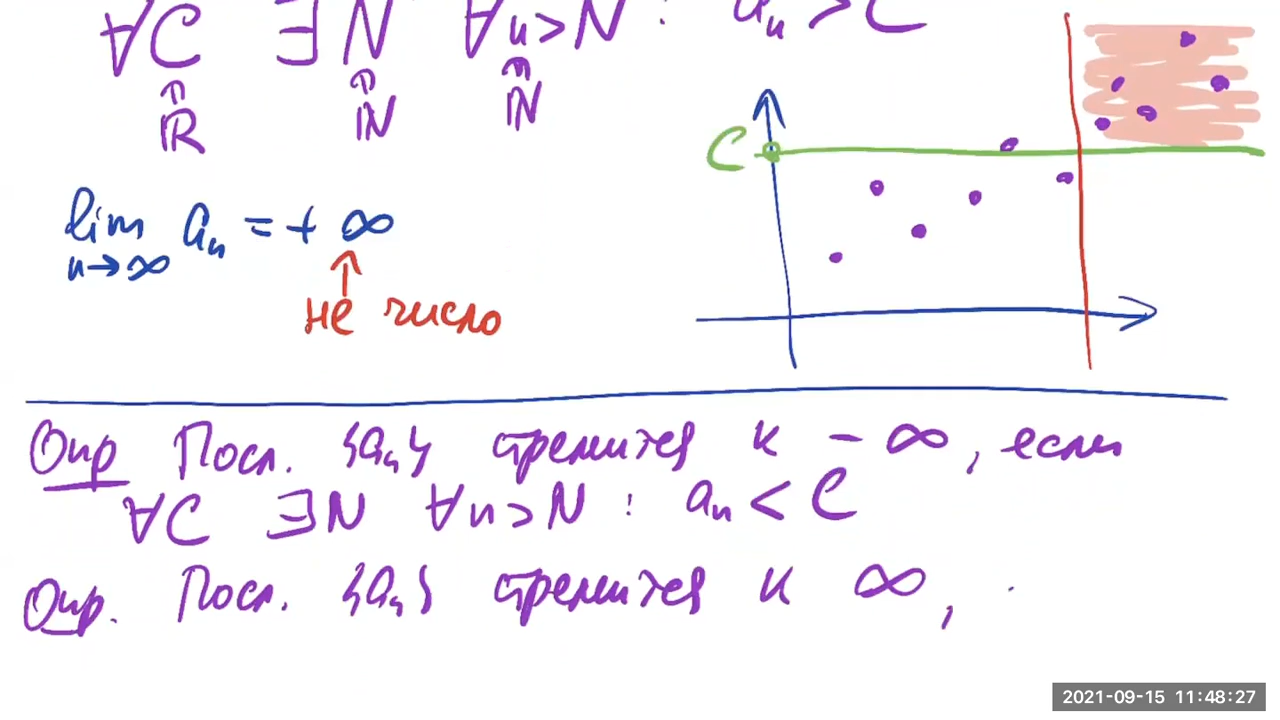 ∀C ∃N ∀n>N : aₙ > C
ℝ ℕ ℕ
C
lim aₙ = + ∞
n→∞
не число
Опр Посл. {aₙ} стремится к - ∞, если
∀C ∃N ∀n>N : aₙ < C
Опр. Посл. {aₙ} стремится к ∞,
2021-09-15 11:48:27